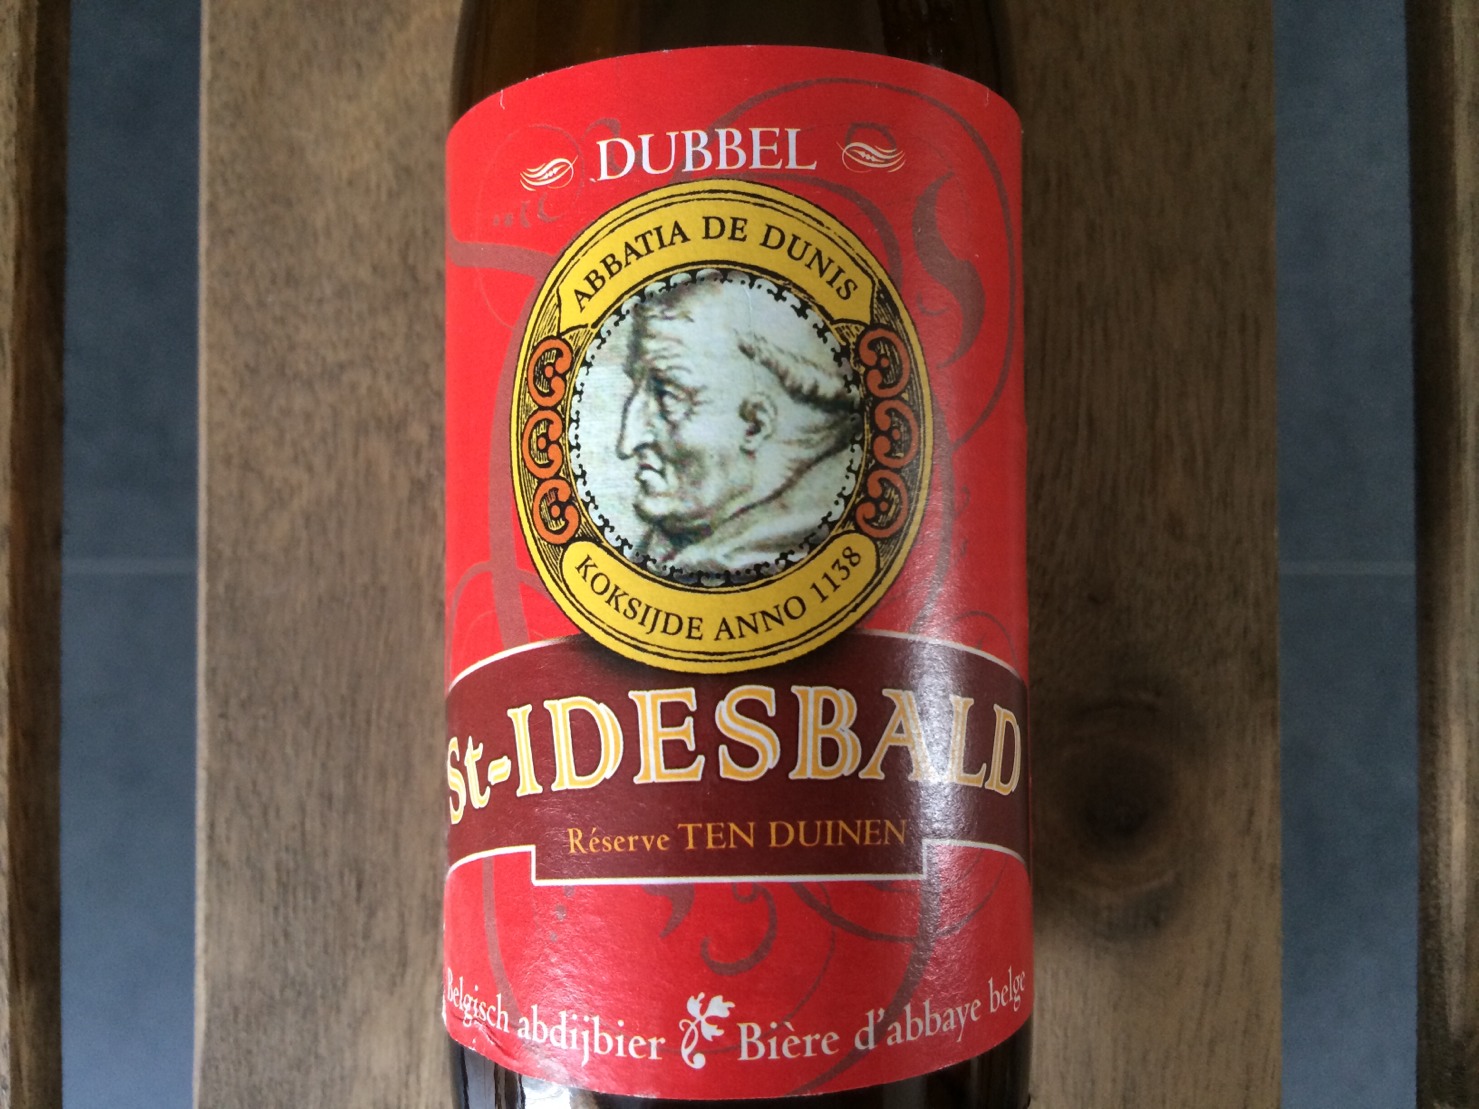 DUBBEL
ABBATIA DE DUNIS
KOKSIJDE ANNO 1138
St-IDESBALD
Réserve TEN DUINEN
Belgisch abdijbier Bière d'abbaye belge